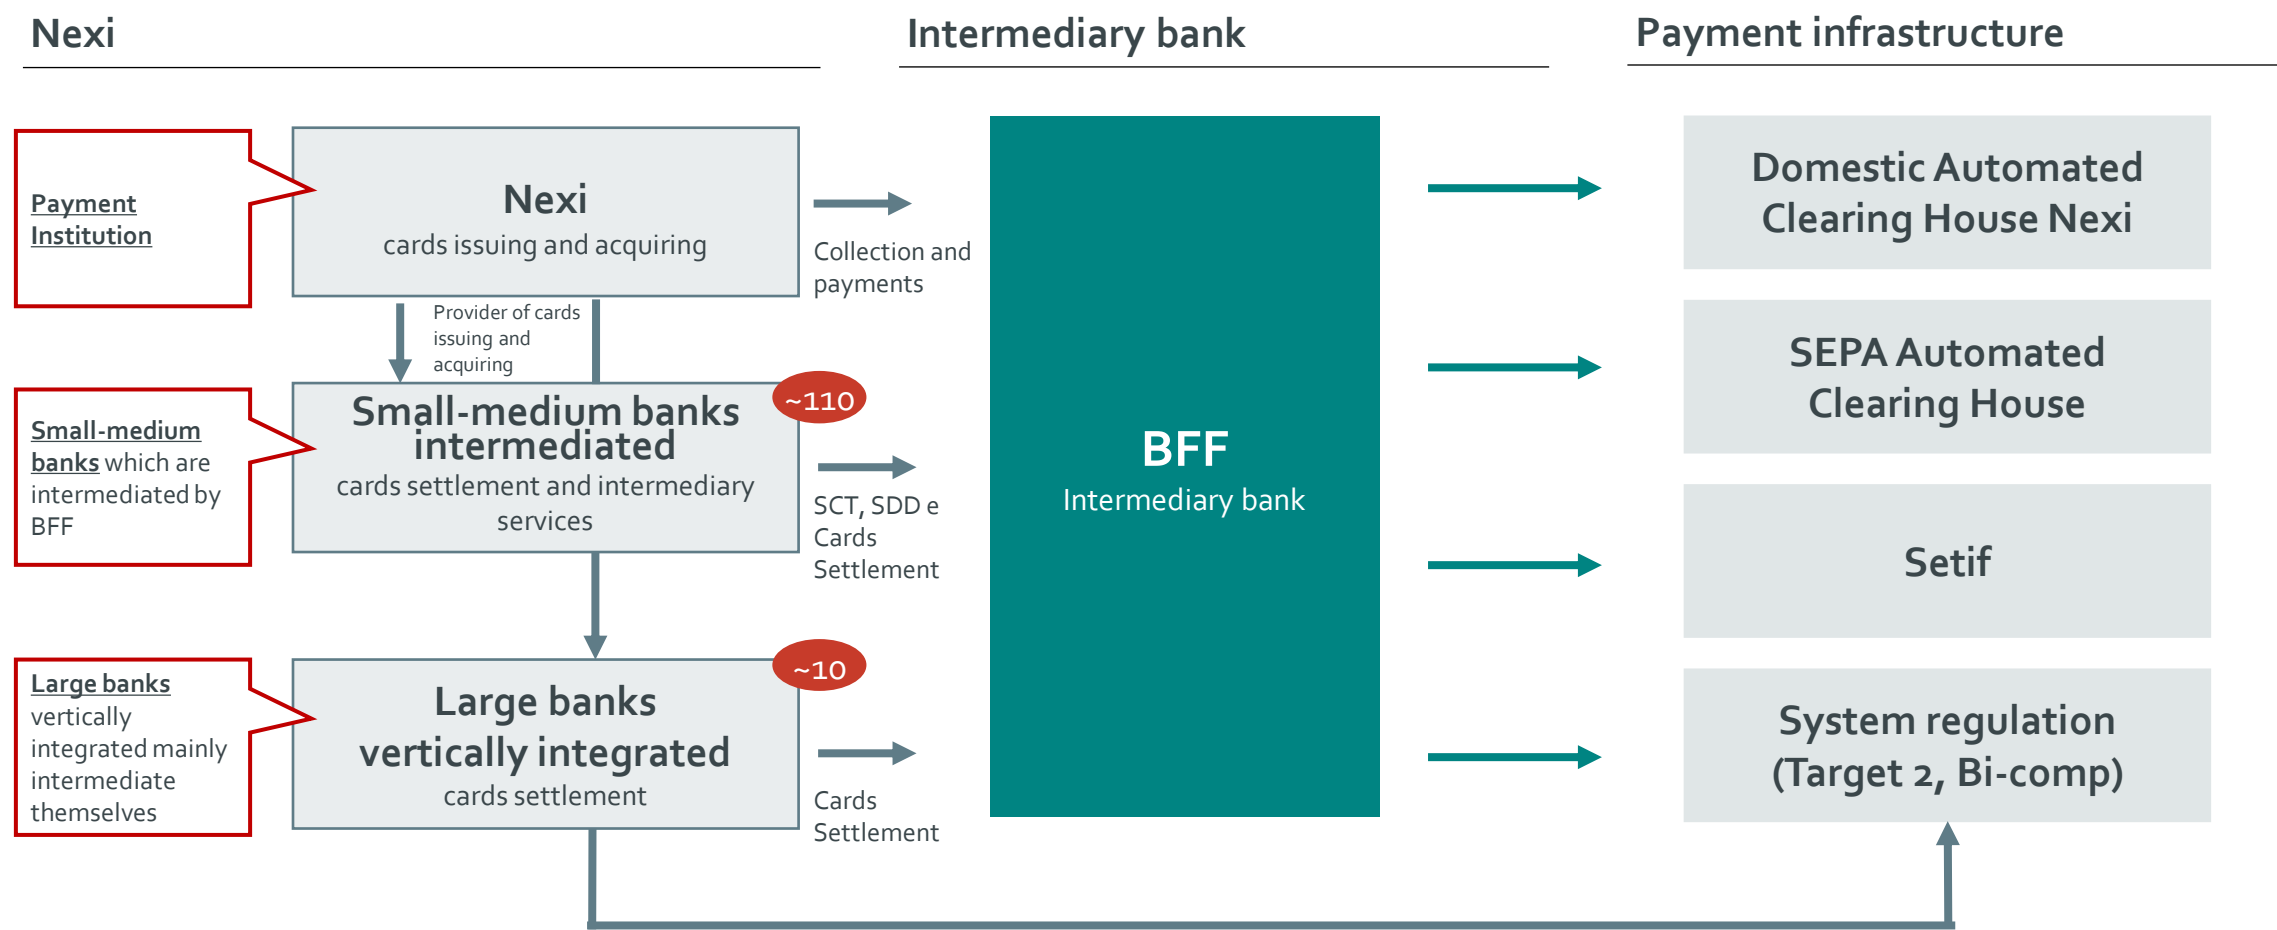 Nexi
Intermediary bank
Payment infrastructure
Payment
Institution
Nexi
cards issuing and acquiring
Collection and
payments
Provider of cards
issuing and
acquiring
Small-medium
banks which are
intermediated by
BFF
Small-medium banks
intermediated
cards settlement and intermediary
services
~110
SCT, SDD e
Cards
Settlement
Large banks
vertically
integrated mainly
intermediate
themselves
Large banks
vertically integrated
cards settlement
~10
Cards
Settlement
BFF
Intermediary bank
Domestic Automated
Clearing House Nexi
SEPA Automated
Clearing House
Setif
System regulation
(Target 2, Bi-comp)